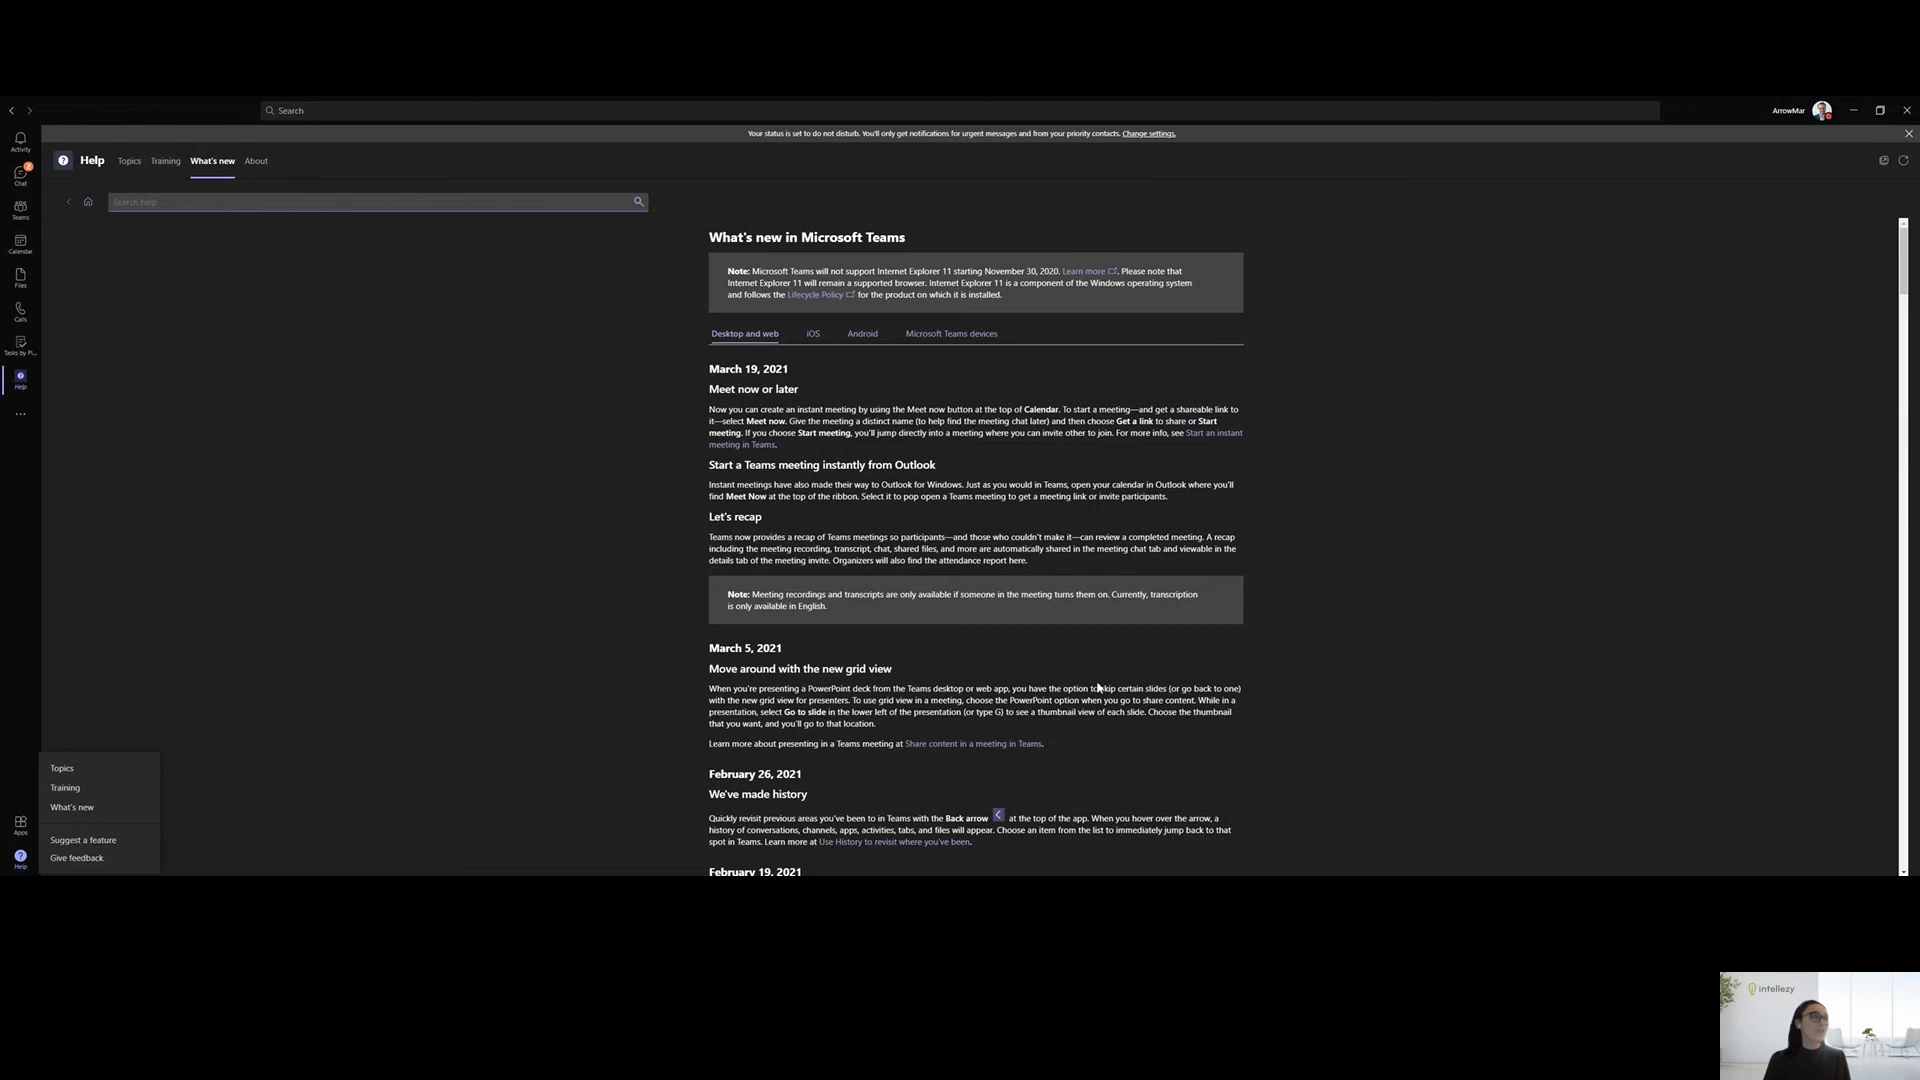 Search
ArrowMar
Your status is set to do not disturb. You'll only get notifications for urgent messages and from your priority contacts. Change settings.
Activity
2
Chat
Teams
Calendar
Files
Calls
Tasks by Pl...
Help
Apps
Help
Help
Topics
Training
What's new
About
Search help
What's new in Microsoft Teams
Note: Microsoft Teams will not support Internet Explorer 11 starting November 30, 2020. Learn more. Please note that
Internet Explorer 11 will remain a supported browser. Internet Explorer 11 is a component of the Windows operating system
and follows the Lifecycle Policy for the product on which it is installed.
Desktop and web
iOS
Android
Microsoft Teams devices
March 19, 2021
Meet now or later
Now you can create an instant meeting by using the Meet now button at the top of Calendar. To start a meeting—and get a shareable link to
it—select Meet now. Give the meeting a distinct name (to help find the meeting chat later) and then choose Get a link to share or Start
meeting. If you choose Start meeting, you'll jump directly into a meeting where you can invite other to join. For more info, see Start an instant
meeting in Teams.
Start a Teams meeting instantly from Outlook
Instant meetings have also made their way to Outlook for Windows. Just as you would in Teams, open your calendar in Outlook where you'll
find Meet Now at the top of the ribbon. Select it to pop open a Teams meeting to get a meeting link or invite participants.
Let's recap
Teams now provides a recap of Teams meetings so participants—and those who couldn't make it—can review a completed meeting. A recap
including the meeting recording, transcript, chat, shared files, and more are automatically shared in the meeting chat tab and viewable in the
details tab of the meeting invite. Organizers will also find the attendance report here.
Note: Meeting recordings and transcripts are only available if someone in the meeting turns them on. Currently, transcription
is only available in English.
March 5, 2021
Move around with the new grid view
When you're presenting a PowerPoint deck from the Teams desktop or web app, you have the option to skip certain slides (or go back to one)
with the new grid view for presenters. To use grid view in a meeting, choose the PowerPoint option when you go to share content. While in a
presentation, select Go to slide in the lower left of the presentation (or type G) to see a thumbnail view of each slide. Choose the thumbnail
that you want, and you'll go to that location.
Learn more about presenting in a Teams meeting at Share content in a meeting in Teams.
February 26, 2021
We've made history
Quickly revisit previous areas you've been to in Teams with the Back arrow at the top of the app. When you hover over the arrow, a
history of conversations, channels, apps, activities, tabs, and files will appear. Choose an item from the list to immediately jump back to that
spot in Teams. Learn more at Use History to revisit where you've been.
February 19, 2021
Topics
Training
What's new
Suggest a feature
Give feedback
intellezy